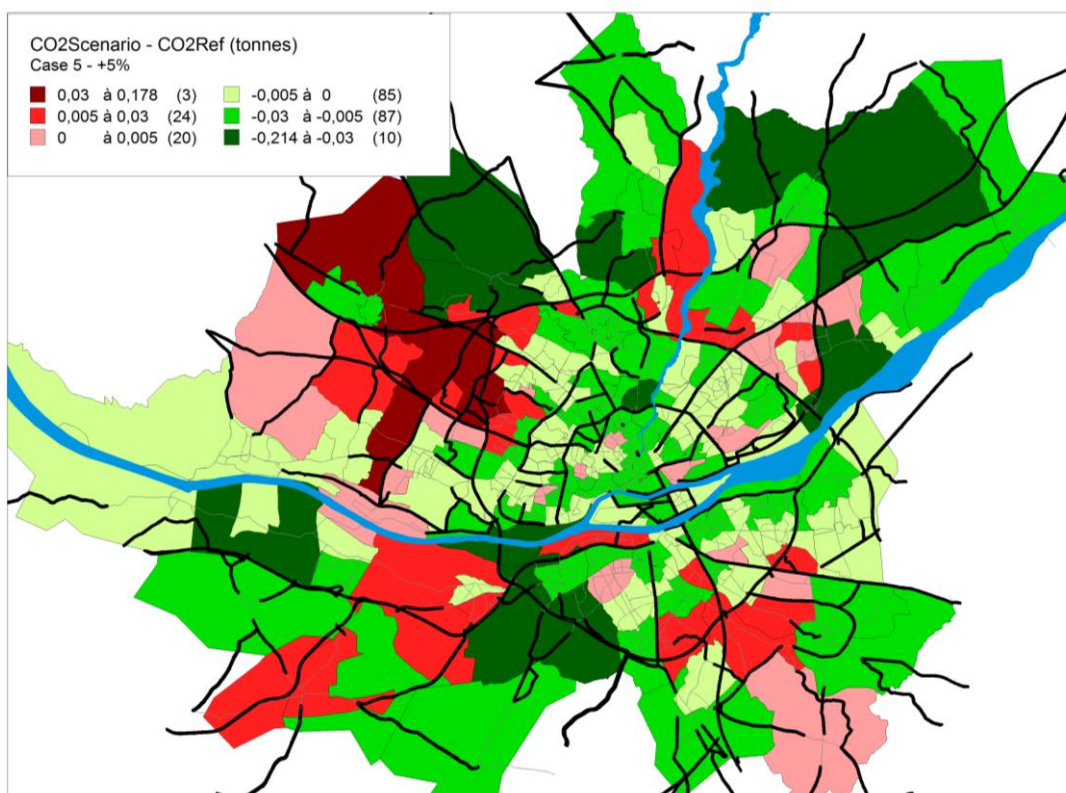 CO2Scenario - CO2Ref (tonnes)
Case 5 - +5%
0,03 à 0,178 (3)
0,005 à 0,03 (24)
0 à 0,005 (20)
-0,005 à 0 (85)
-0,03 à -0,005 (87)
-0,214 à -0,03 (10)